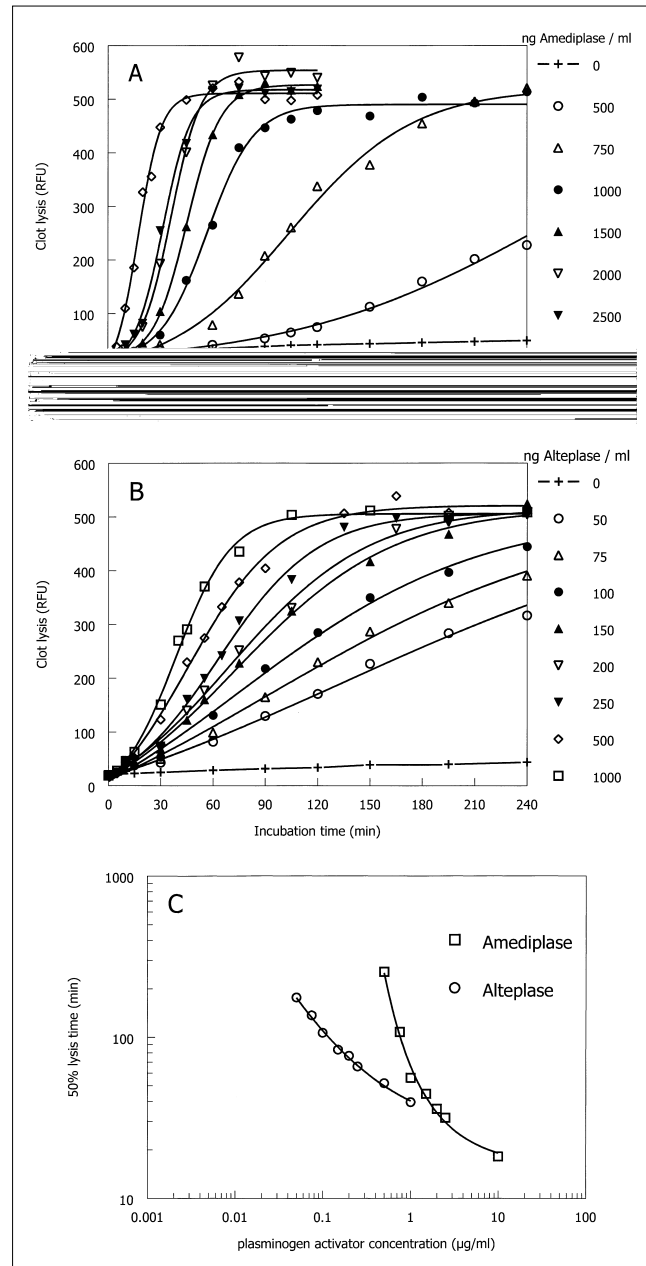 ng Amediplase / ml
A
600
500
400
300
200
100
Clot lysis (RFU)
0
500
750
1000
1500
2000
2500
ng Alteplase / ml
B
600
500
400
300
200
100
0
Clot lysis (RFU)
0 30 60 90 120 150 180 210 240
Incubation time (min)
0
50
75
100
150
200
250
500
1000
C
1000
100
10
50% lysis time (min)
Amediplase
Alteplase
0.001 0.01 0.1 1 10 100
plasminogen activator concentration (µg/ml)